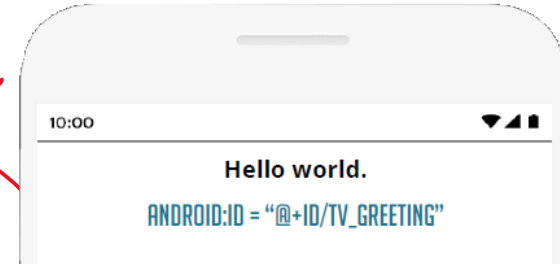 10:00
Hello world.
ANDROID:ID = “@+ID/TV_GREETING”